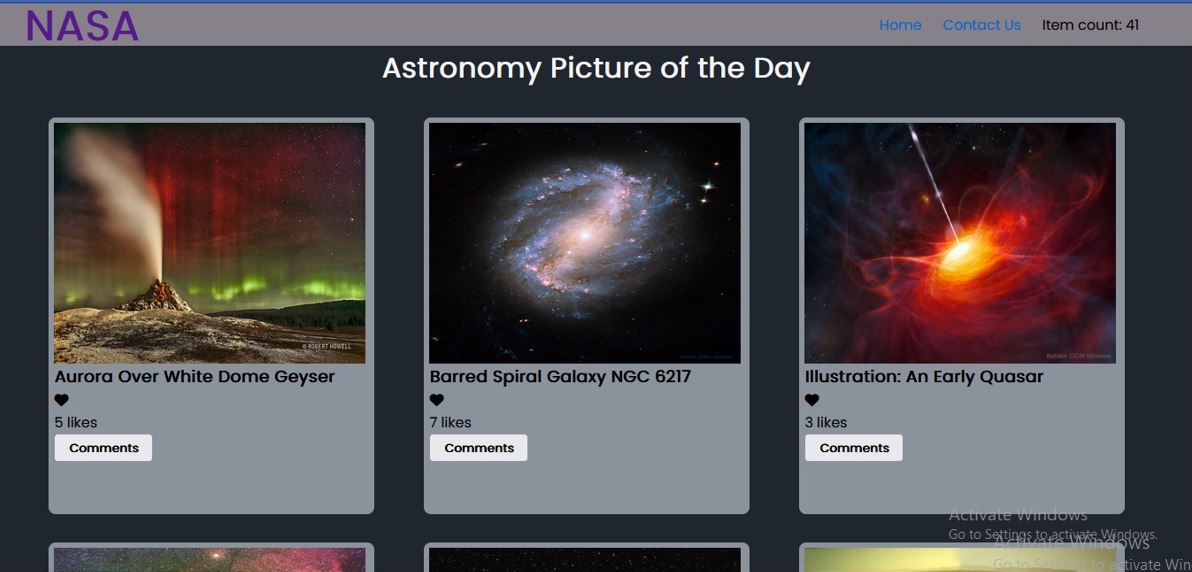 NASA
Home Contact Us Item count: 41
Astronomy Picture of the Day
© ROBERT HOWELL
Aurora Over White Dome Geyser
5 likes
Comments
Barred Spiral Galaxy NGC 6217
7 likes
Comments
Illustration: An Early Quasar
3 likes
Comments
Activate Windows
Go to Settings to activate Windows.
Activate Windows
Go to Settings to activate Win